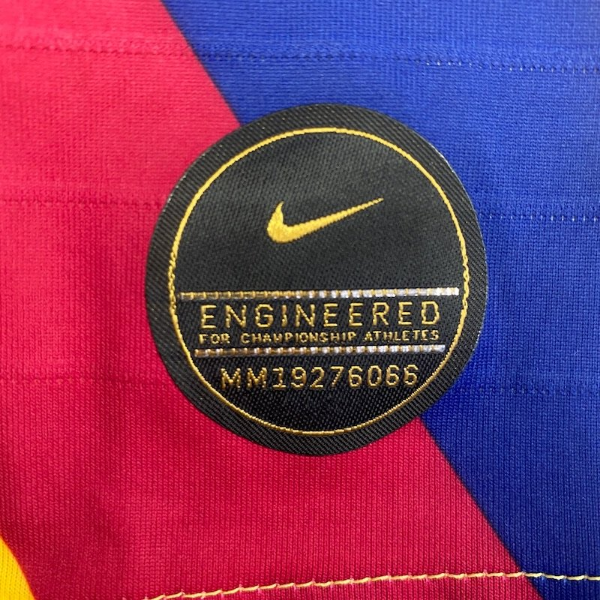 ENGINEERED
FOR CHAMPIONSHIP ATHLETES
MM19276066